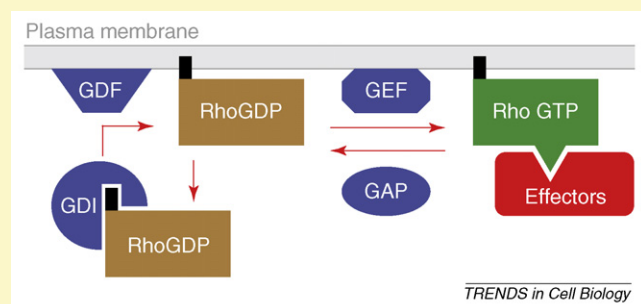 Plasma membrane
GDF
RhoGDP
GEF
Rho GTP
GDI
RhoGDP
GAP
Effectors
TRENDS in Cell Biology